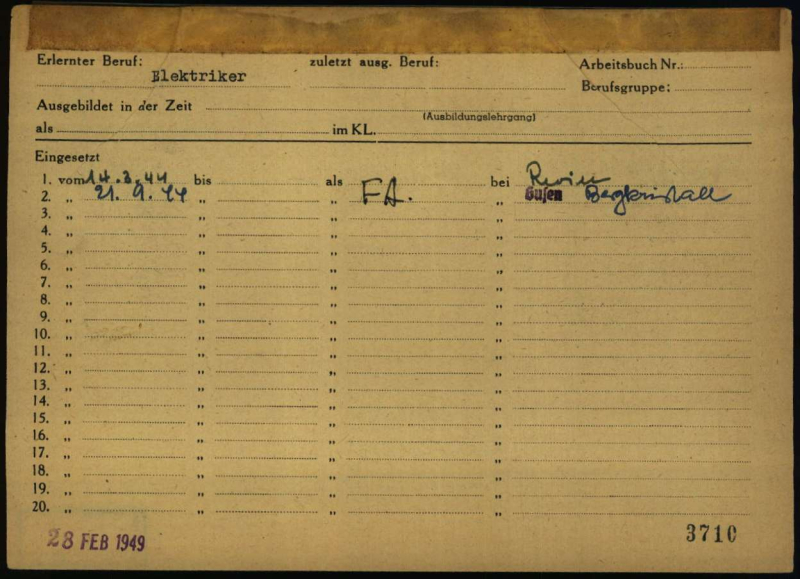 Erlernter Beruf: Elektriker zuletzt ausg. Beruf: Arbeitsbuch Nr.:
Berufsgruppe:
Ausgebildet in der Zeit
(Ausbildungslehrgang)
als im KL.
Eingesetzt
1. vom 14.3.44 bis als bei Revier
2. „ 21.9.44 „ „ FA. „ Gusen Bergkristall
3. „ „ „ „
4. „ „ „ „
5. „ „ „ „
6. „ „ „ „
7. „ „ „ „
8. „ „ „ „
9. „ „ „ „
10. „ „ „ „
11. „ „ „ „
12. „ „ „ „
13. „ „ „ „
14. „ „ „ „
15. „ „ „ „
16. „ „ „ „
17. „ „ „ „
18. „ „ „ „
19. „ „ „ „
20. „ „ „ „
28 FEB 1949 3710